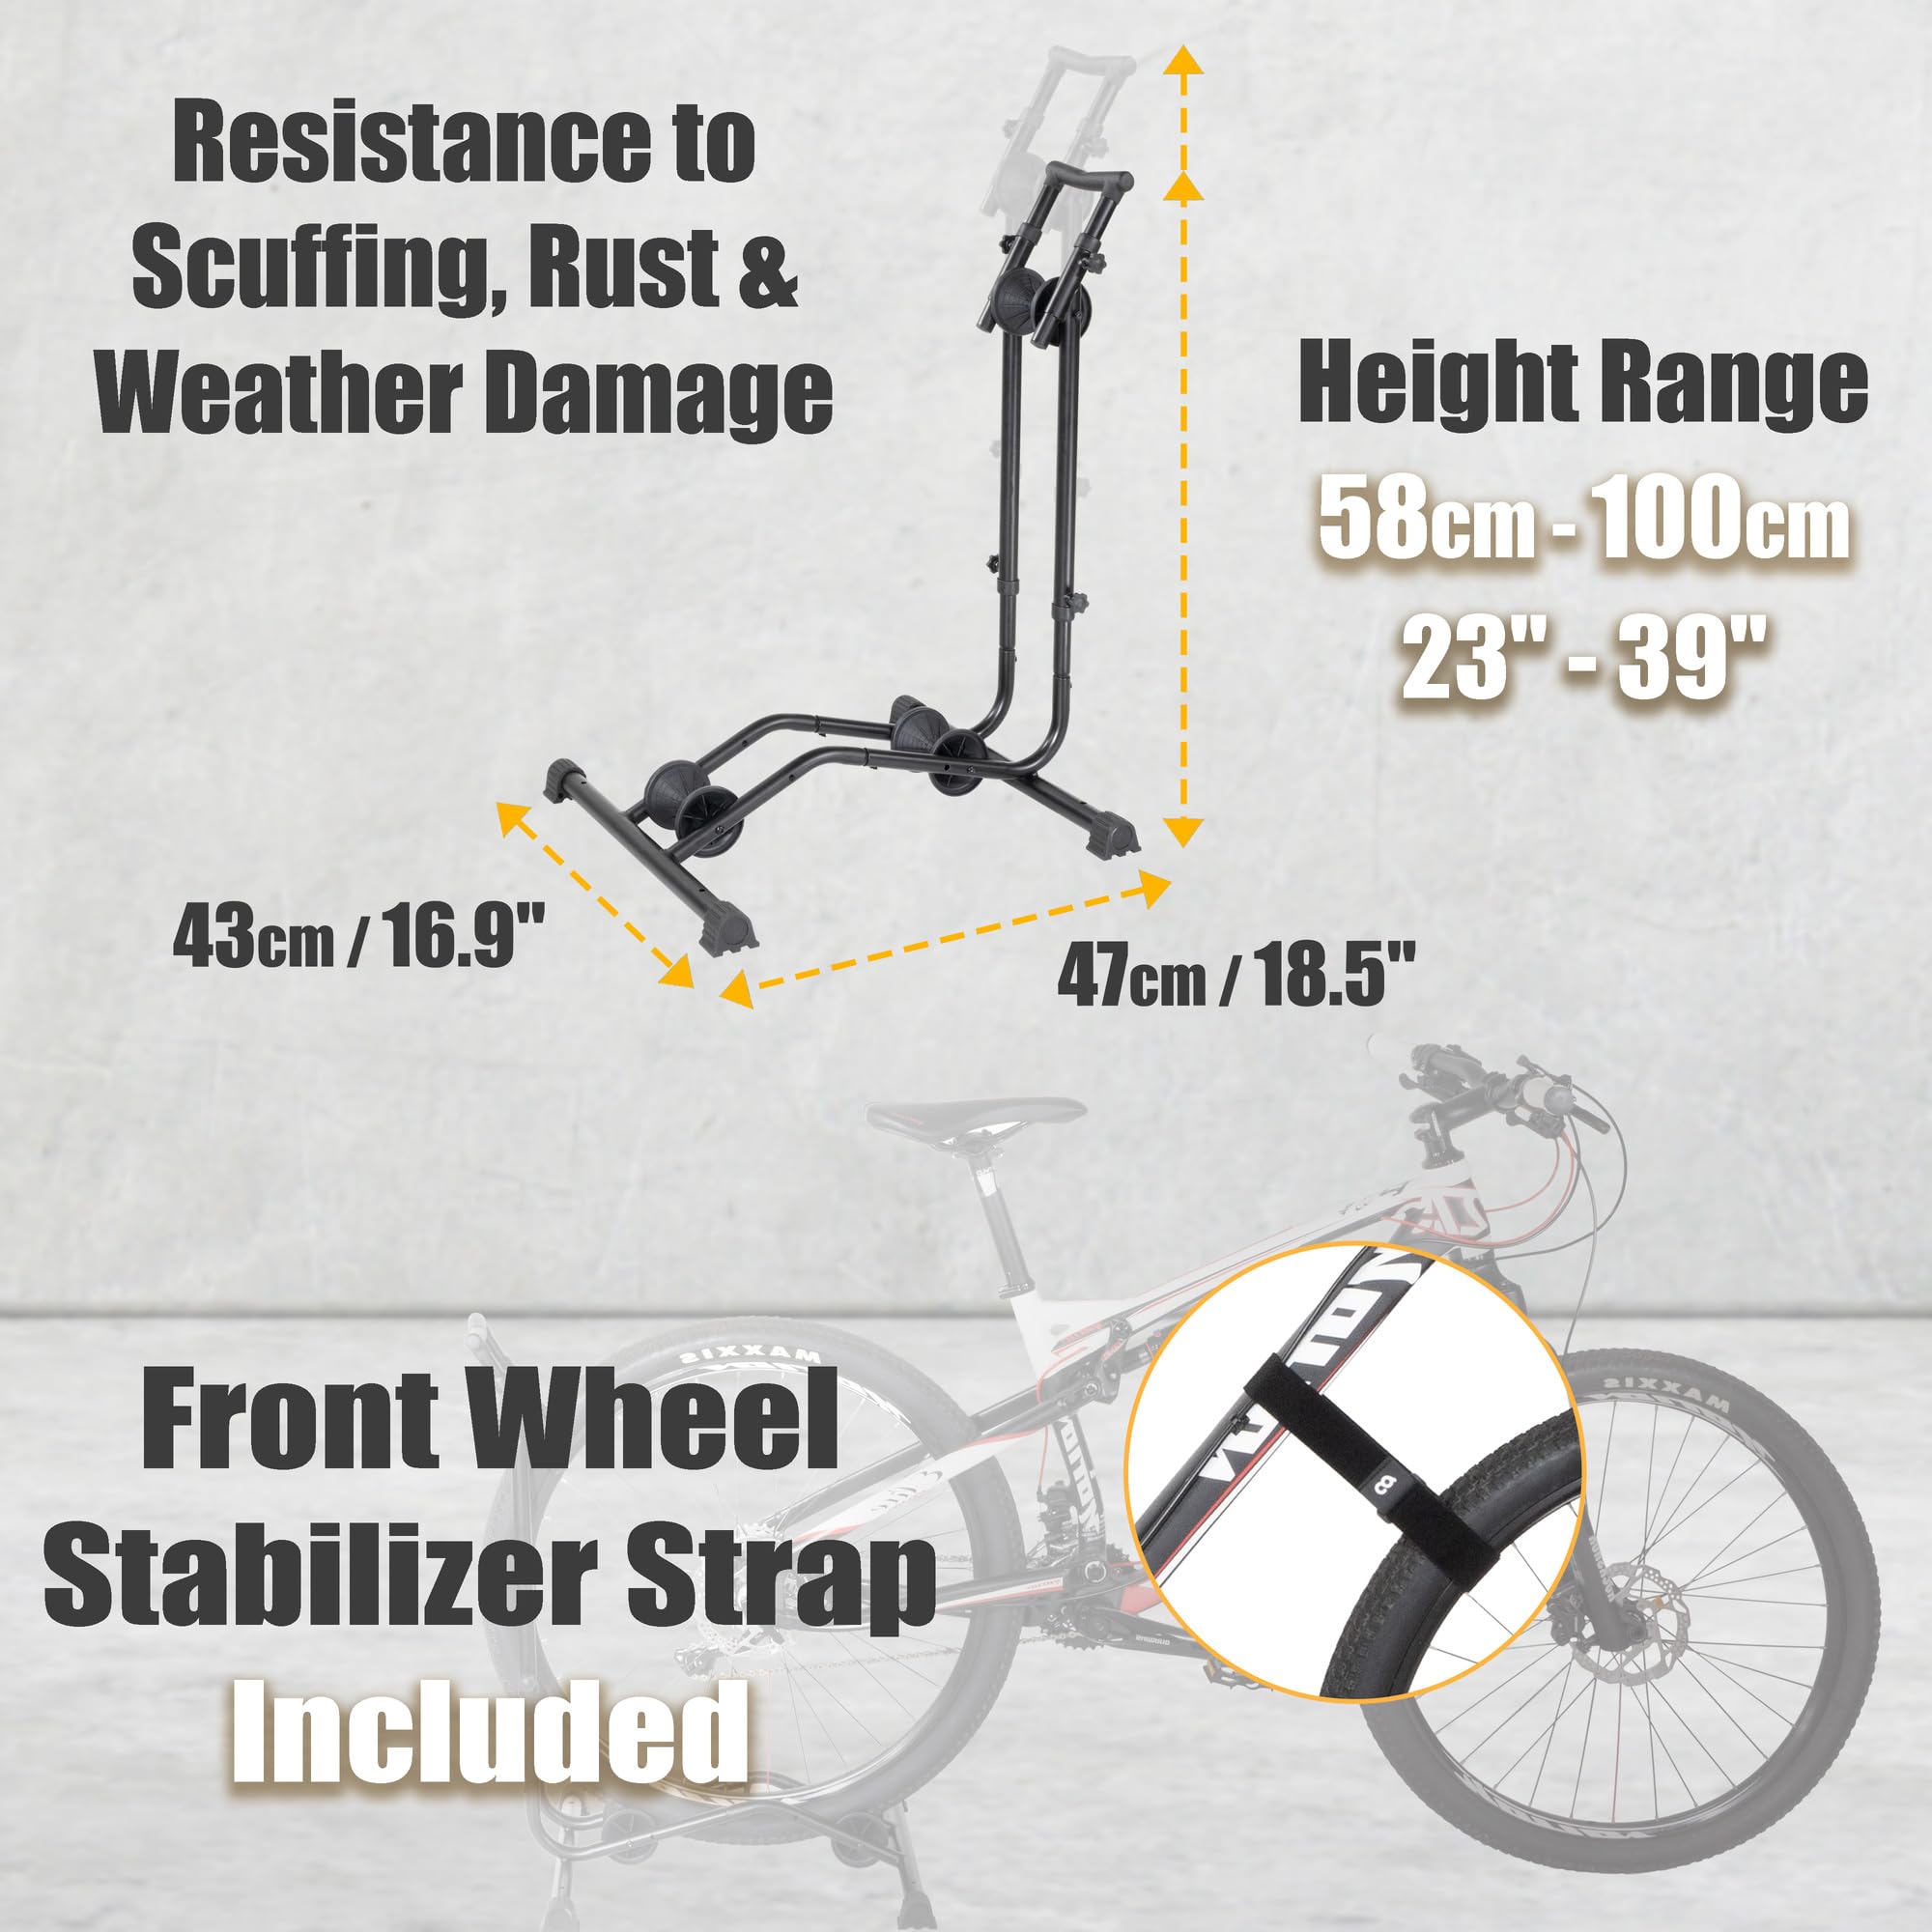 Resistance to
Scuffing, Rust &
Weather Damage
Height Range
58cm - 100cm
23" - 39"
43cm / 16.9"
47cm / 18.5"
Front Wheel
Stabilizer Strap
Included
MAXXIS
MAXXIS
8